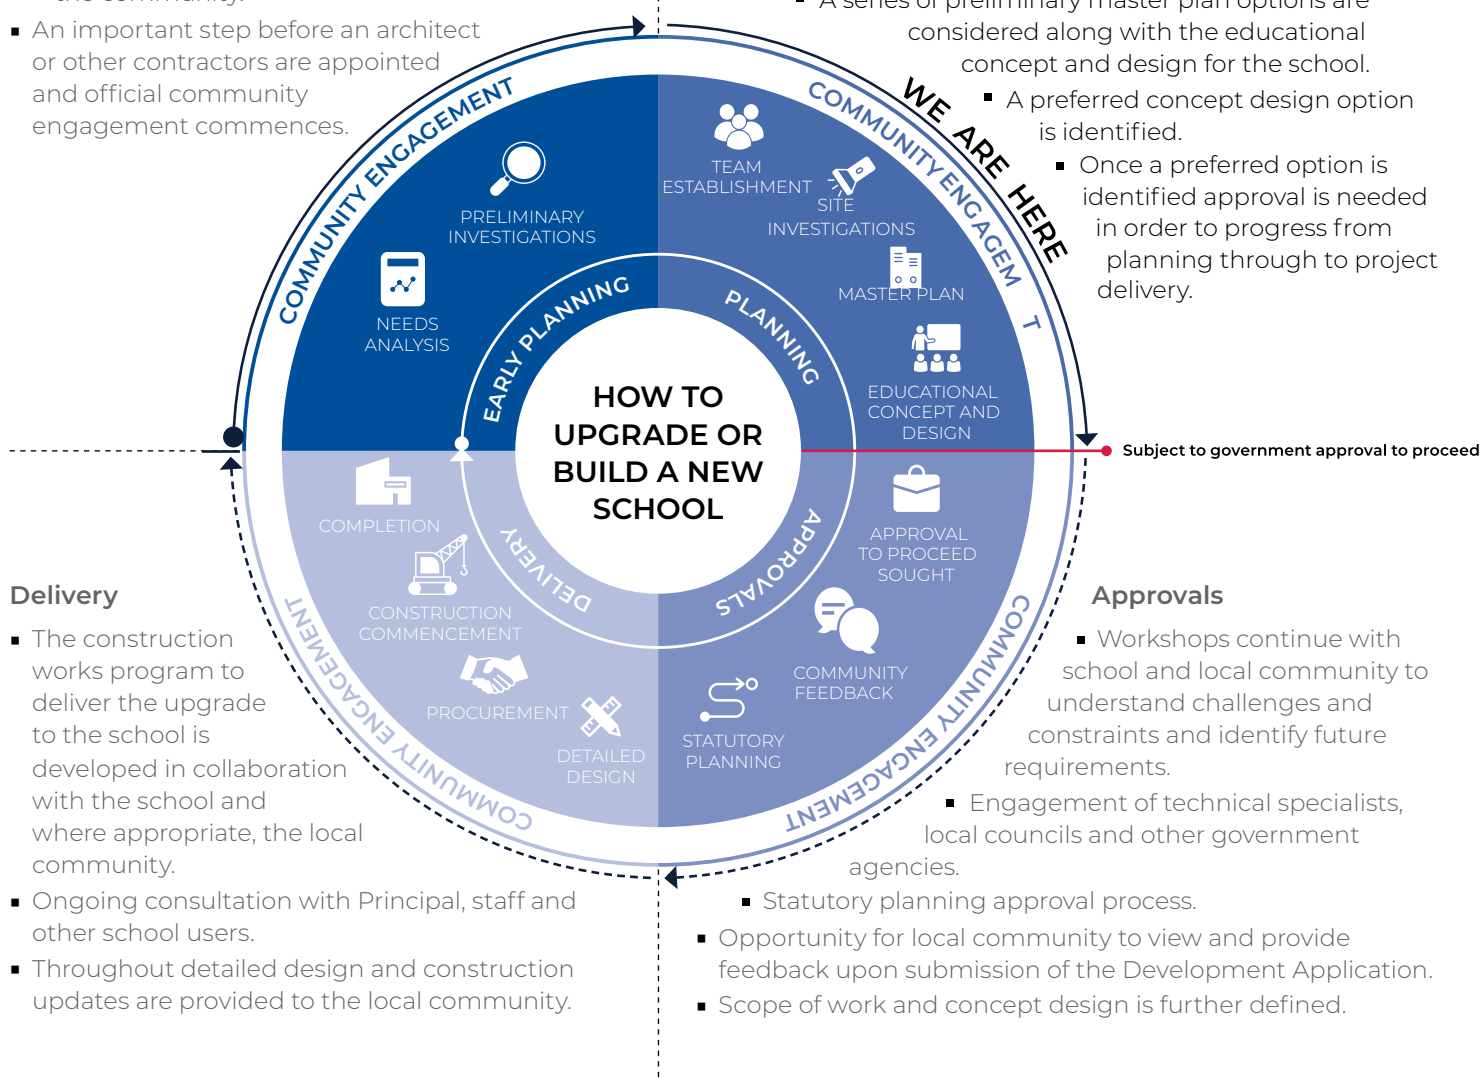 the community.
▪ An important step before an architect
or other contractors are appointed
and official community
engagement commences.
A series of preliminary master plan options are
considered along with the educational
concept and design for the school.
▪ A preferred concept design option
is identified.
▪ Once a preferred option is
identified approval is needed
in order to progress from
planning through to project
delivery.
WE ARE HERE
COMMUNITY ENGAGEMENT
COMMUNITY ENGAGEM T
PRELIMINARY
INVESTIGATIONS
NEEDS
ANALYSIS
EARLY PLANNING
TEAM
ESTABLISHMENT
SITE
INVESTIGATIONS
MASTER PLAN
EDUCATIONAL
CONCEPT AND
DESIGN
PLANNING
HOW TO
UPGRADE OR
BUILD A NEW
SCHOOL
Subject to government approval to proceed
APPROVAL
TO PROCEED
SOUGHT
COMMUNITY
FEEDBACK
STATUTORY
PLANNING
APPROVALS
COMMUNITY ENGAGEMENT
DETAILED
DESIGN
PROCUREMENT
CONSTRUCTION
COMMENCEMENT
COMPLETION
DELIVERY
COMMUNITY ENGAGEMENT
Delivery
▪ The construction
works program to
deliver the upgrade
to the school is
developed in collaboration
with the school and
where appropriate, the local
community.
▪ Ongoing consultation with Principal, staff and
other school users.
▪ Throughout detailed design and construction
updates are provided to the local community.
Approvals
▪ Workshops continue with
school and local community to
understand challenges and
constraints and identify future
requirements.
▪ Engagement of technical specialists,
local councils and other government
agencies.
▪ Statutory planning approval process.
▪ Opportunity for local community to view and provide
feedback upon submission of the Development Application.
▪ Scope of work and concept design is further defined.